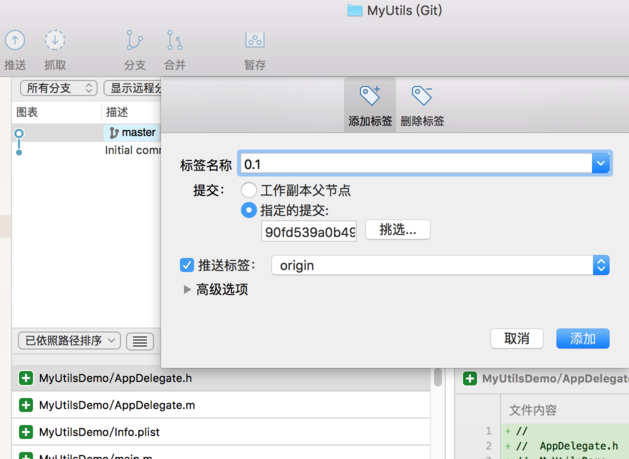 MyUtils (Git)
推送 抓取 分支 合并 暂存
所有分支 显示远程分
图表 描述
master
Initial comm
添加标签 删除标签
标签名称 0.1
提交: 工作副本父节点
指定的提交:
90fd539a0b49 挑选...
推送标签: origin
高级选项
取消 添加
已依照路径排序
MyUtilsDemo/AppDelegate.h
MyUtilsDemo/AppDelegate.m
MyUtilsDemo/Info.plist
MyUtilsDemo/main.m
MyUtilsDemo/AppDelegate
文件内容
1 + //
2 + // AppDelegate.h
3 + // MyUtilsDemo